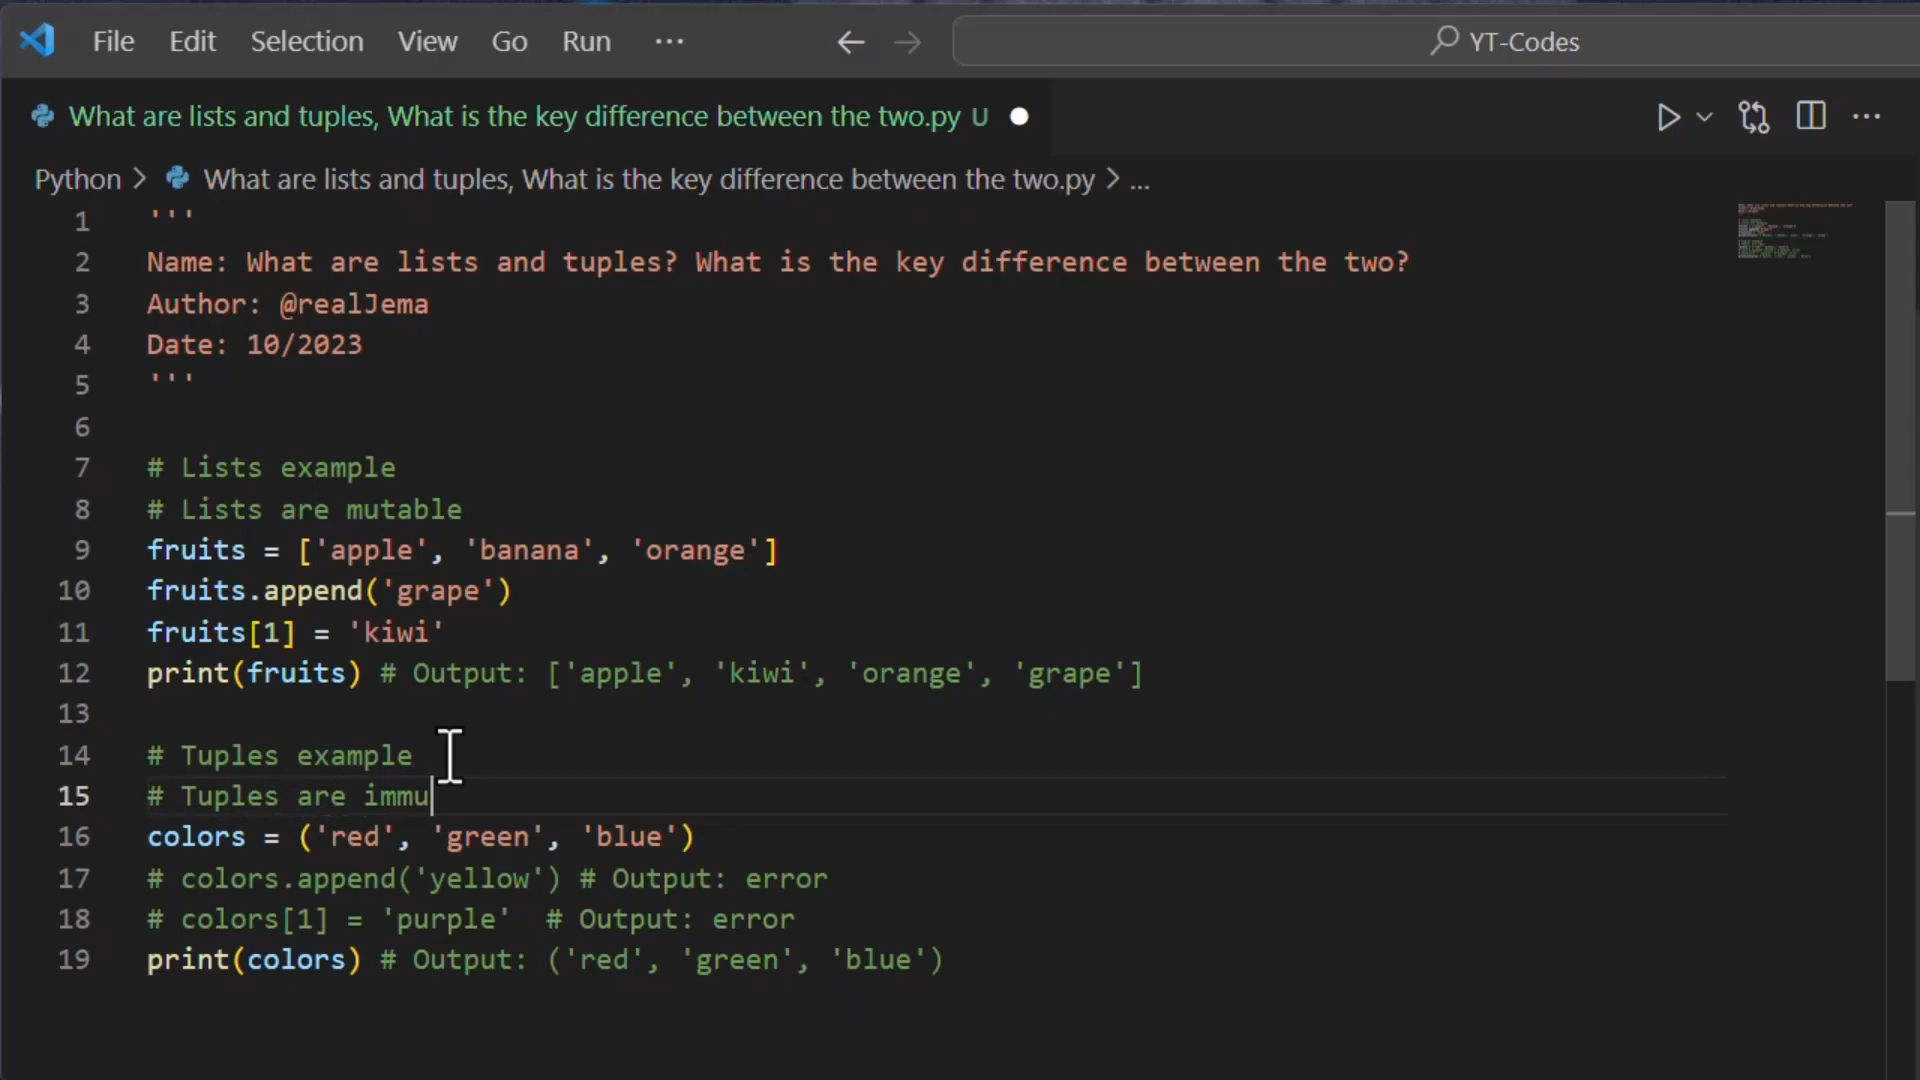 File Edit Selection View Go Run ··· YT-Codes
What are lists and tuples, What is the key difference between the two.py U
Python > What are lists and tuples, What is the key difference between the two.py > ...
1 '''
2 Name: What are lists and tuples? What is the key difference between the two?
3 Author: @realJema
4 Date: 10/2023
5 '''
6
7 # Lists example
8 # Lists are mutable
9 fruits = ['apple', 'banana', 'orange']
10 fruits.append('grape')
11 fruits[1] = 'kiwi'
12 print(fruits) # Output: ['apple', 'kiwi', 'orange', 'grape']
13
14 # Tuples example
15 # Tuples are immu
16 colors = ('red', 'green', 'blue')
17 # colors.append('yellow') # Output: error
18 # colors[1] = 'purple'  # Output: error
19 print(colors) # Output: ('red', 'green', 'blue')